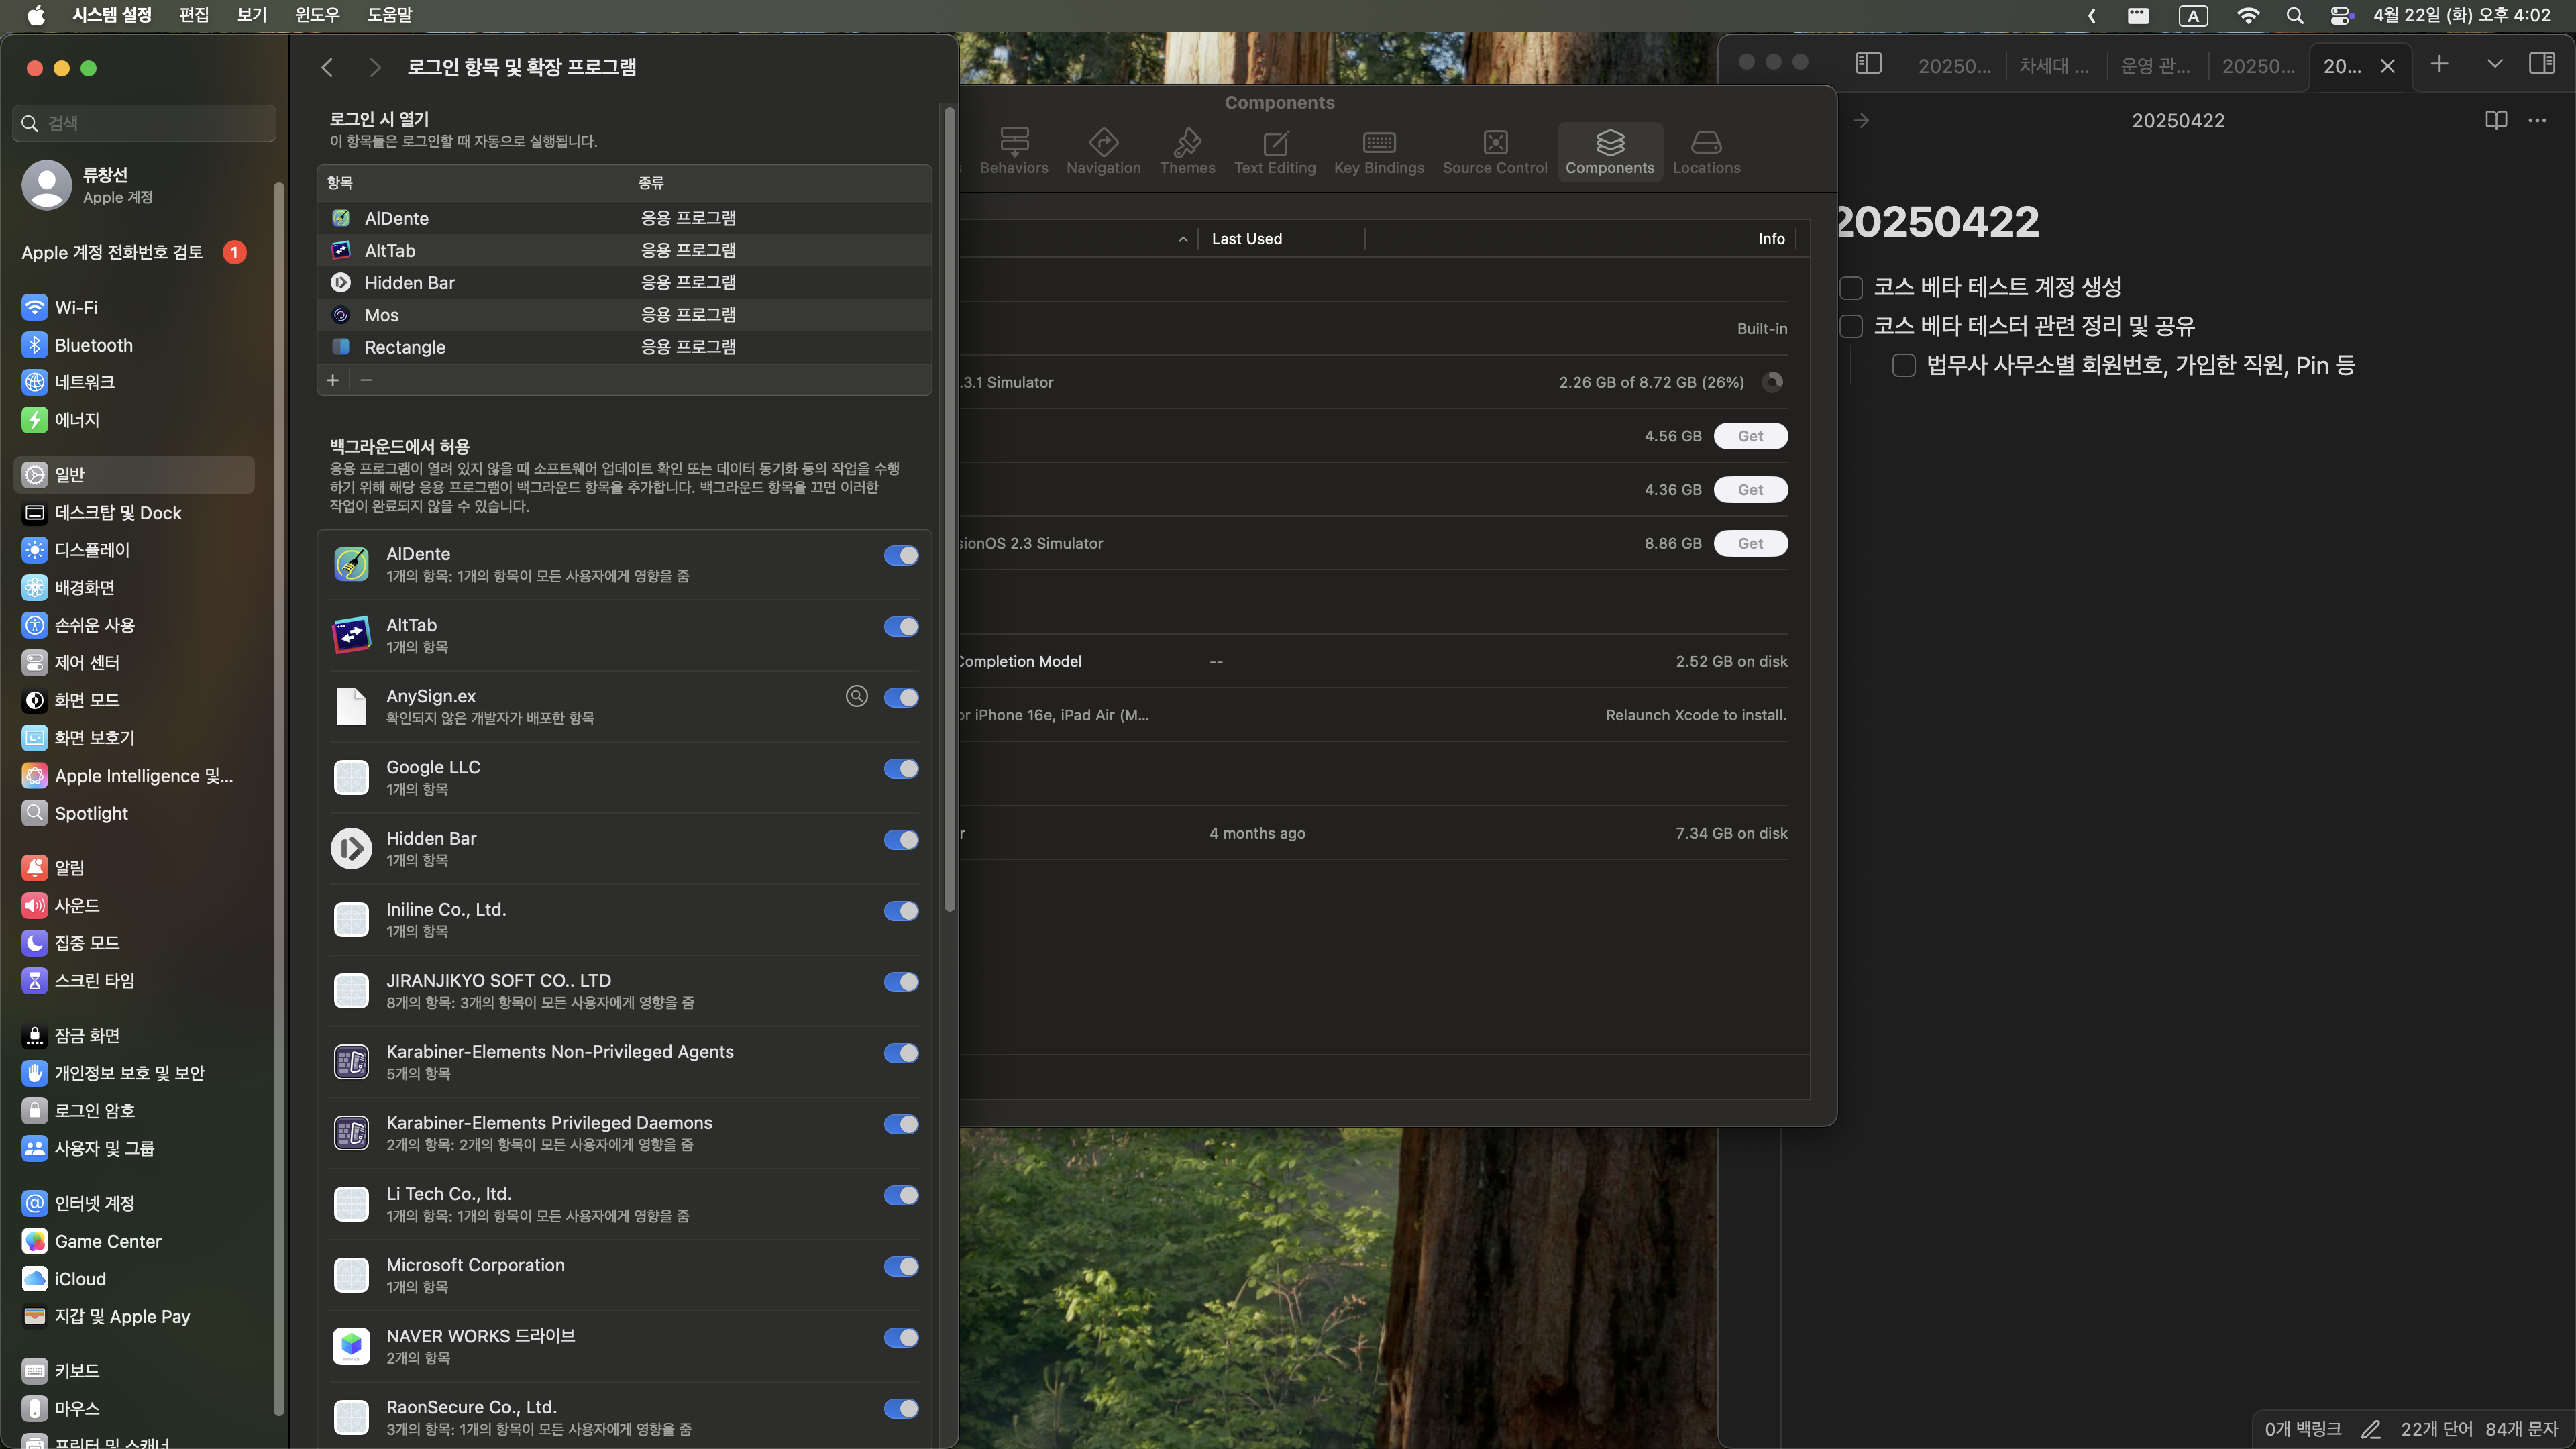 시스템 설정 편집 보기 윈도우 도움말
A 4월 22일 (화) 오후 4:02
검색
류창선
Apple 계정
Apple 계정 전화번호 검토 1
Wi-Fi
Bluetooth
네트워크
에너지
일반
데스크탑 및 Dock
디스플레이
배경화면
손쉬운 사용
제어 센터
화면 모드
화면 보호기
Apple Intelligence 및...
Spotlight
알림
사운드
집중 모드
스크린 타임
잠금 화면
개인정보 보호 및 보안
로그인 암호
사용자 및 그룹
인터넷 계정
Game Center
iCloud
지갑 및 Apple Pay
키보드
마우스
프린터 및 스캐너
로그인 항목 및 확장 프로그램
로그인 시 열기
이 항목들은 로그인할 때 자동으로 실행됩니다.
항목 종류
AlDente 응용 프로그램
AltTab 응용 프로그램
Hidden Bar 응용 프로그램
Mos 응용 프로그램
Rectangle 응용 프로그램
백그라운드에서 허용
응용 프로그램이 열려 있지 않을 때 소프트웨어 업데이트 확인 또는 데이터 동기화 등의 작업을 수행
하기 위해 해당 응용 프로그램이 백그라운드 항목을 추가합니다. 백그라운드 항목을 끄면 이러한
작업이 완료되지 않을 수 있습니다.
AlDente
1개의 항목: 1개의 항목이 모든 사용자에게 영향을 줌
AltTab
1개의 항목
AnySign.ex
확인되지 않은 개발자가 배포한 항목
Google LLC
1개의 항목
Hidden Bar
1개의 항목
Iniline Co., Ltd.
1개의 항목
JIRANJIKYO SOFT CO.. LTD
8개의 항목: 3개의 항목이 모든 사용자에게 영향을 줌
Karabiner-Elements Non-Privileged Agents
5개의 항목
Karabiner-Elements Privileged Daemons
2개의 항목: 2개의 항목이 모든 사용자에게 영향을 줌
Li Tech Co., ltd.
1개의 항목: 1개의 항목이 모든 사용자에게 영향을 줌
Microsoft Corporation
1개의 항목
NAVER WORKS 드라이브
2개의 항목
RaonSecure Co., Ltd.
3개의 항목: 1개의 항목이 모든 사용자에게 영향을 줌
Components
s Behaviors Navigation Themes Text Editing Key Bindings Source Control Components Locations
Last Used Info
Built-in
.3.1 Simulator 2.26 GB of 8.72 GB (26%)
4.56 GB Get
4.36 GB Get
sionOS 2.3 Simulator 8.86 GB Get
Completion Model -- 2.52 GB on disk
or iPhone 16e, iPad Air (M... Relaunch Xcode to install.
r 4 months ago 7.34 GB on disk
20250... 차세대 ... 운영 관... 20250... 20...
20250422
20250422
코스 베타 테스트 계정 생성
코스 베타 테스터 관련 정리 및 공유
법무사 사무소별 회원번호, 가입한 직원, Pin 등
0개 백링크 22개 단어 84개 문자